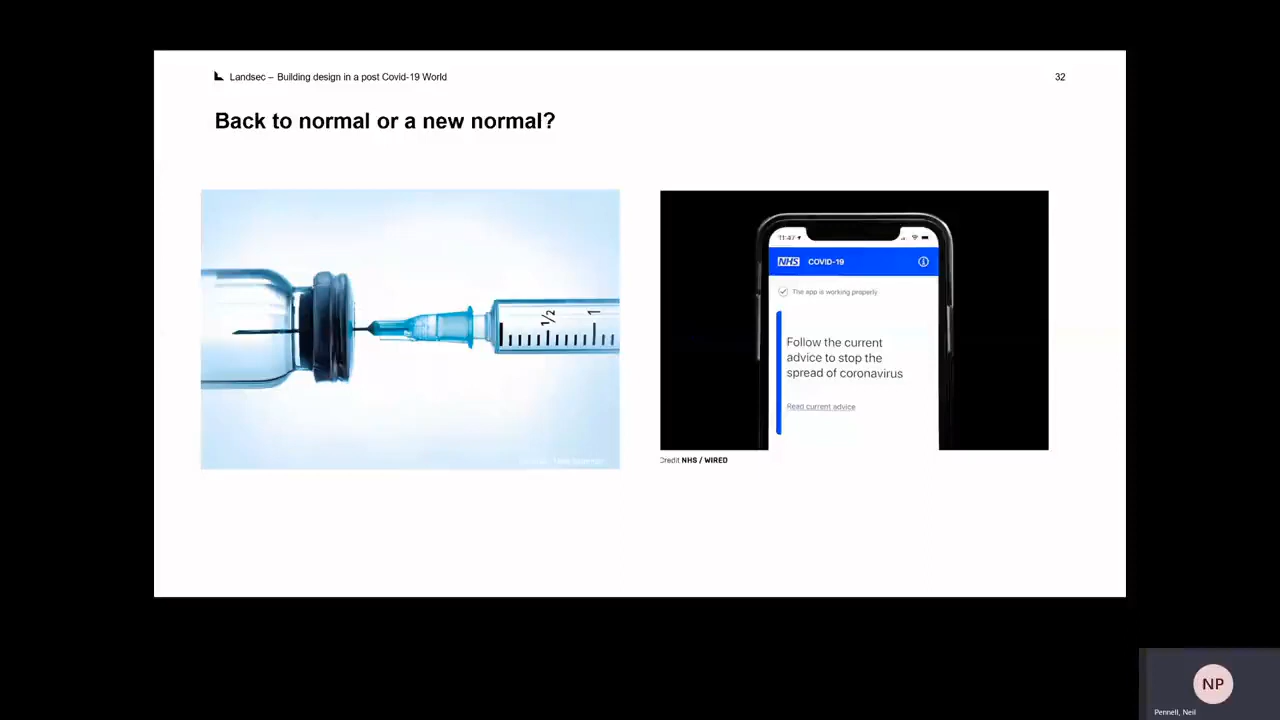 Landsec – Building design in a post Covid-19 World
32
Back to normal or a new normal?
1/2
1
11:47
NHS COVID-19
The app is working properly
Follow the current
advice to stop the
spread of coronavirus
Read current advice
Credit NHS / WIRED
NP
Pennell, Neil